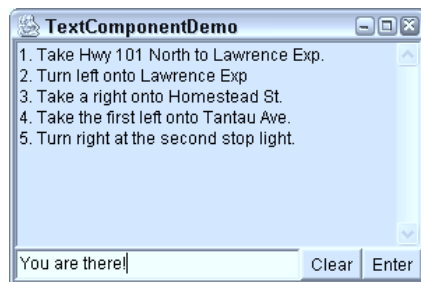 TextComponentDemo
1. Take Hwy 101 North to Lawrence Exp.
2. Turn left onto Lawrence Exp
3. Take a right onto Homestead St.
4. Take the first left onto Tantau Ave.
5. Turn right at the second stop light.
You are there!
Clear
Enter